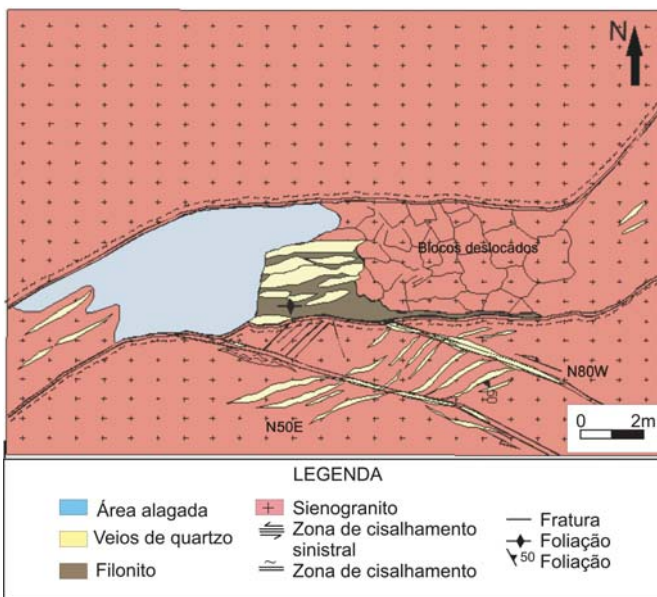 N
Blocos deslocados
N80W
50
N50E
0 2m
LEGENDA
Área alagada
Veios de quartzo
Filonito
Sienogranito
Zona de cisalhamento
sinistral
Zona de cisalhamento
Fratura
Foliação
50 Foliação